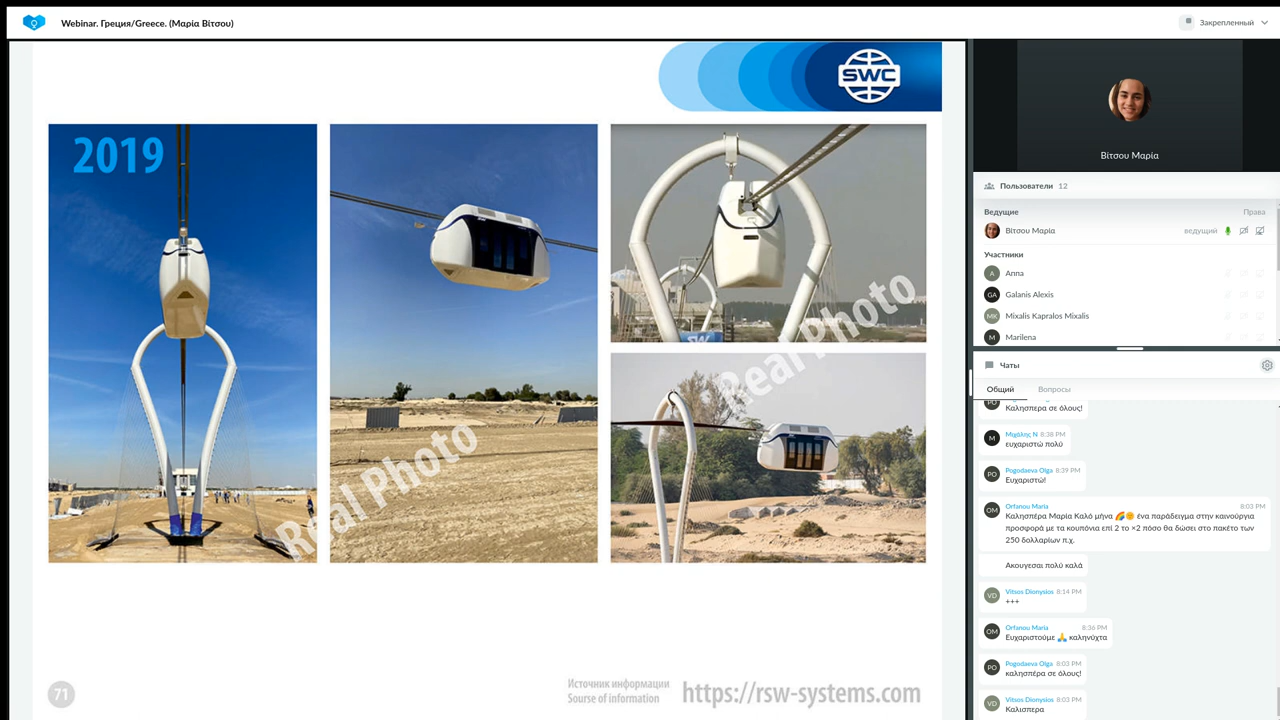 Webinar. Греция/Greece. (Μαρία Βίτσου)
Закрепленный
SWC
2019
Real Photo
Real Photo
71
Источник информации
Sourse of information
https://rsw-systems.com
Βίτσου Μαρία
Пользователи 12
Ведущие Права
Βίτσου Μαρία ведущий
Участники
A Anna
GA Galanis Alexis
MK Mixalis Kapralos Mixalis
M Marilena
Чаты
Общий Вопросы
Καλησπερα σε όλους!
M Μιχάλης Ν 8:38 PM
ευχαριστώ πολύ
PO Pogodaeva Olga 8:39 PM
Ευχαριστώ!
OM Orfanou Maria 8:03 PM
Καλησπέρα Μαρία Καλό μήνα 🌈🌞 ένα παράδειγμα στην καινούργια
προσφορά με τα κουπόνια επί 2 το ×2 πόσο θα δώσει στο πακέτο των
250 δολλαρίων π.χ.
Ακουγεσαι πολύ καλά
VD Vitsos Dionysios 8:14 PM
+++
OM Orfanou Maria 8:36 PM
Ευχαριστούμε 🙏 καληνύχτα
PO Pogodaeva Olga 8:03 PM
καλησπέρα σε όλους!
VD Vitsos Dionysios 8:03 PM
Καλισπερα